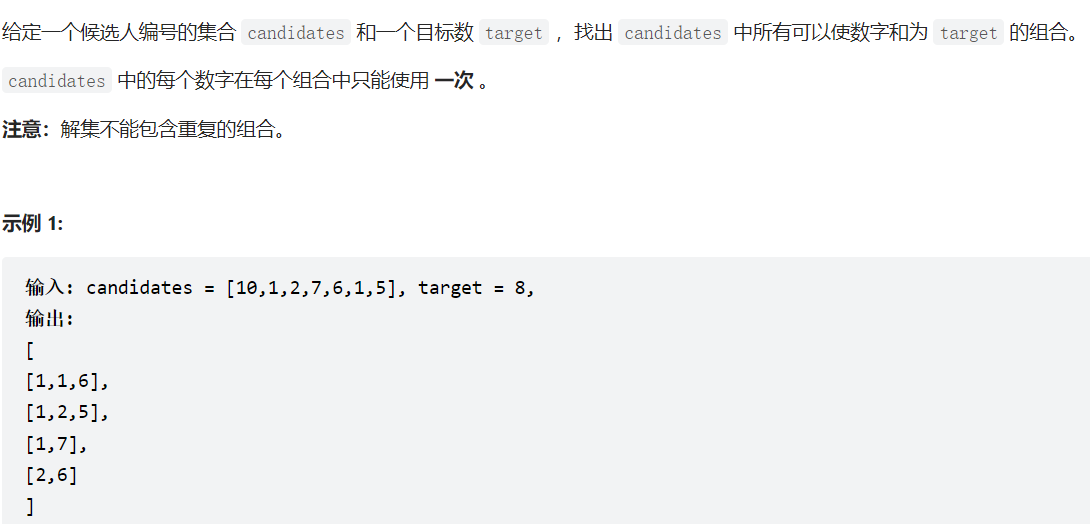 给定一个候选人编号的集合 candidates 和一个目标数 target ，找出 candidates 中所有可以使数字和为 target 的组合。
candidates 中的每个数字在每个组合中只能使用 一次 。
注意：解集不能包含重复的组合。
示例 1:
输入: candidates = [10,1,2,7,6,1,5], target = 8,
输出:
[
[1,1,6],
[1,2,5],
[1,7],
[2,6]
]